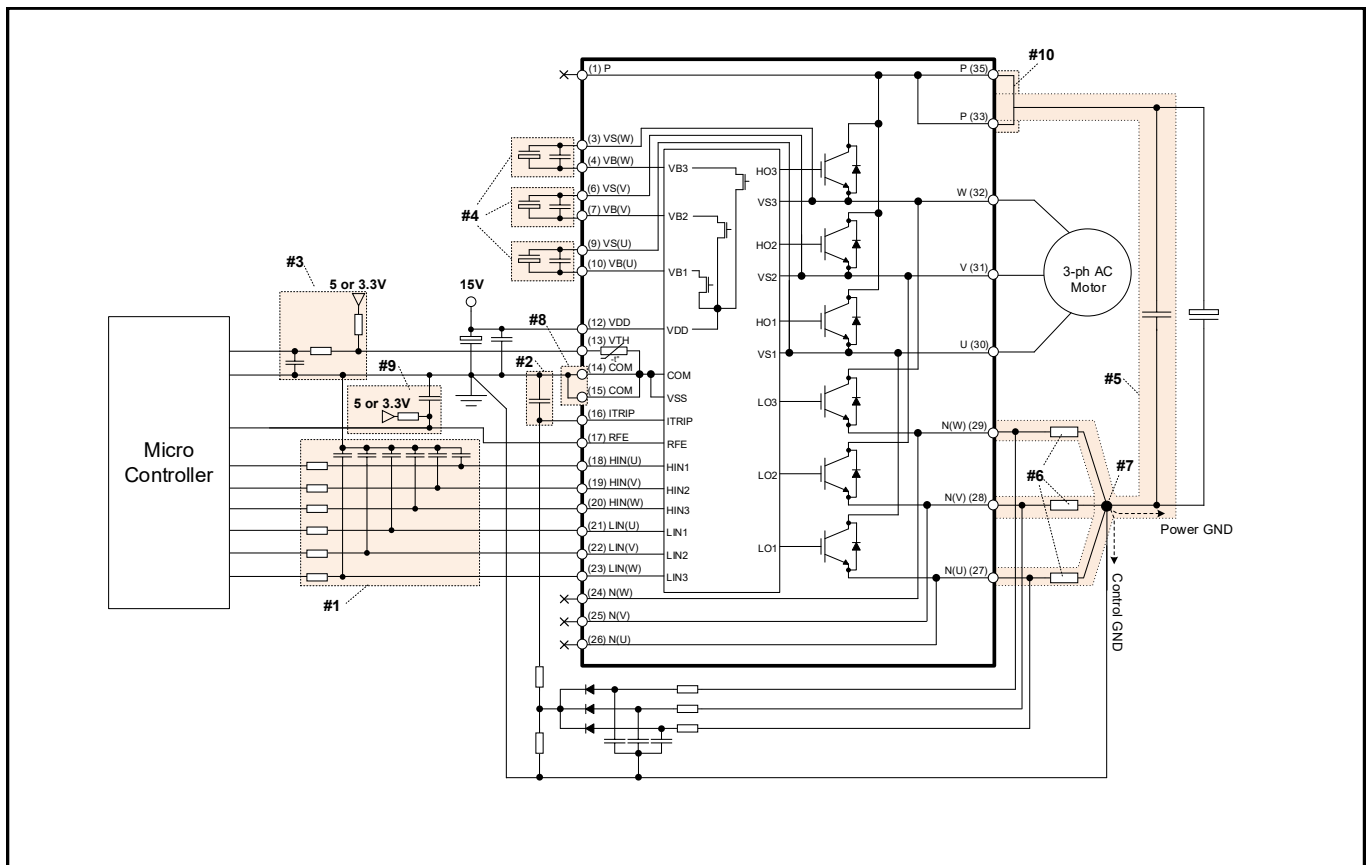 #10
(1) P
P (35)
P (33)
(3) VS(W)
(4) VB(W)
(6) VS(V)
(7) VB(V)
(9) VS(U)
(10) VB(U)
#4
VB3
VB2
VB1
VDD
HO3
VS3
HO2
VS2
HO1
VS1
W (32)
V (31)
U (30)
3-ph AC
Motor
#3
5 or 3.3V
15V
#8
#2
(12) VDD
(13) VTH
(14) COM
(15) COM
(16) ITRIP
(17) RFE
(18) HIN(U)
(19) HIN(V)
(20) HIN(W)
(21) LIN(U)
(22) LIN(V)
(23) LIN(W)
(24) N(W)
(25) N(V)
(26) N(U)
COM
VSS
ITRIP
RFE
HIN1
HIN2
HIN3
LIN1
LIN2
LIN3
LO3
LO2
LO1
#9
5 or 3.3V
Micro
Controller
#1
#5
N(W) (29)
N(V) (28)
N(U) (27)
#6
#7
Power GND
Control GND